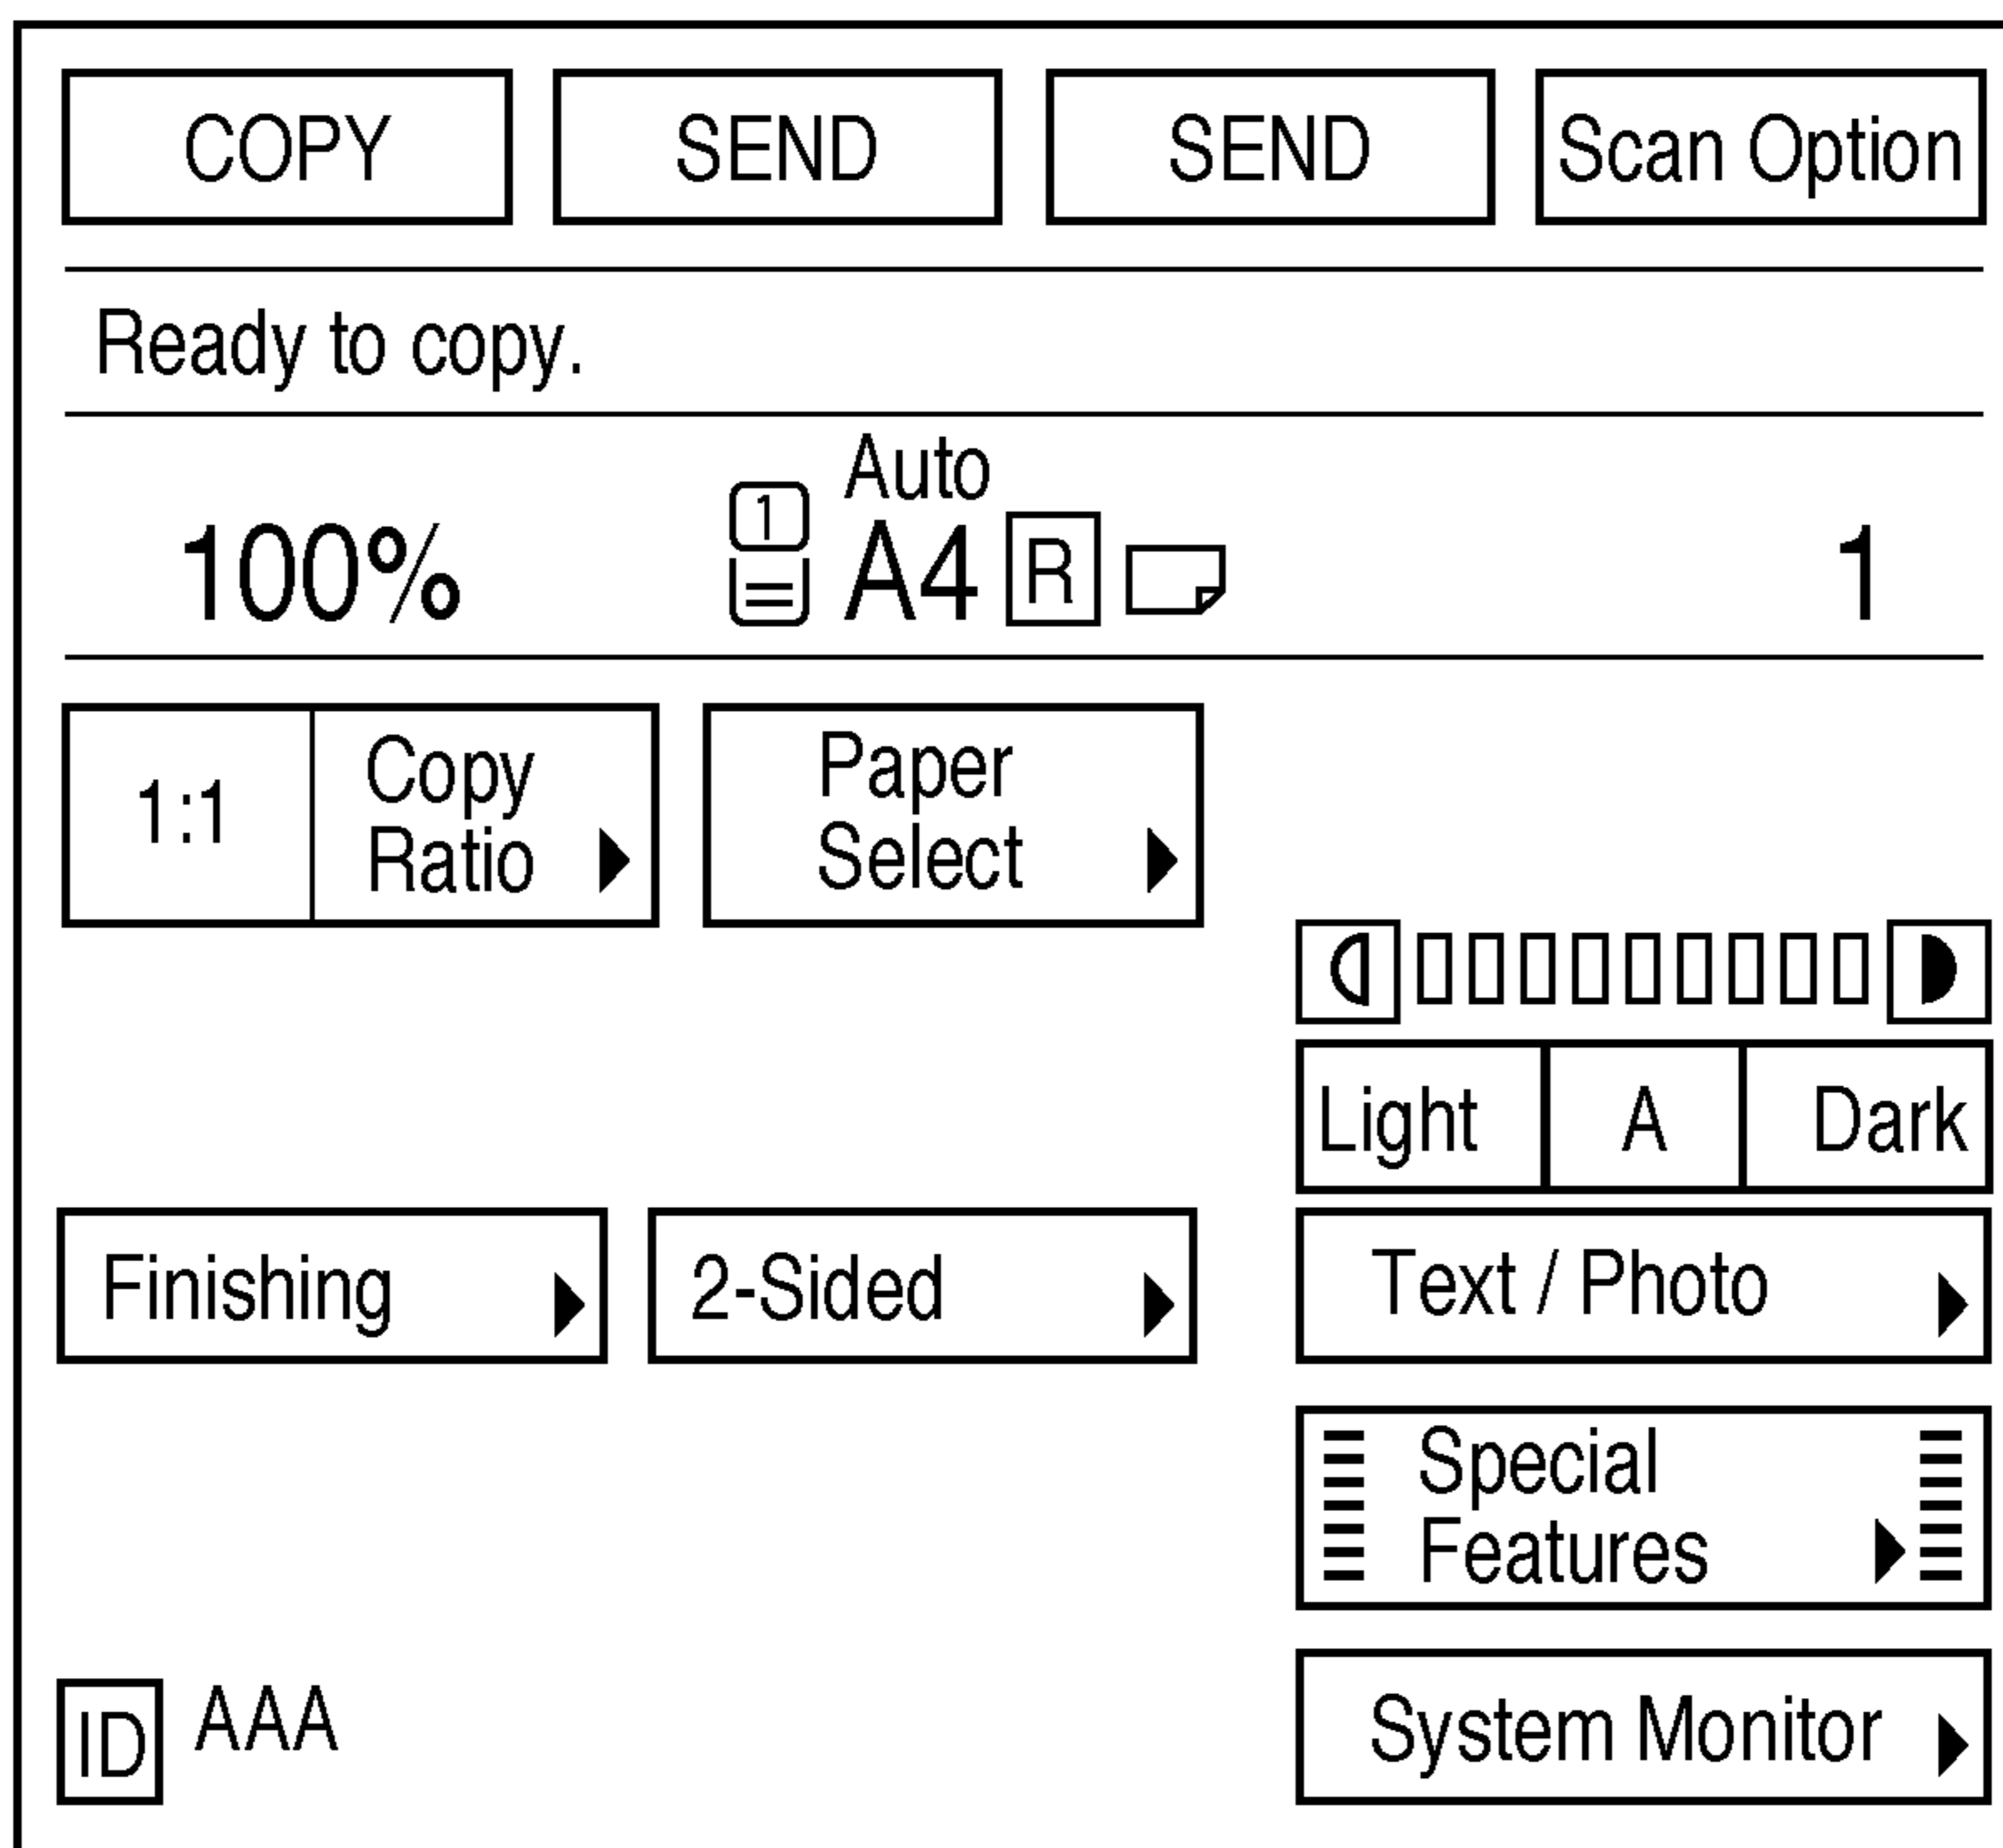 COPY SEND SEND Scan Option
Ready to copy.
Auto
100% 1 A4 R 1
1:1 Copy Ratio Paper Select
Light A Dark
Finishing 2-Sided Text / Photo
Special
Features
ID AAA System Monitor